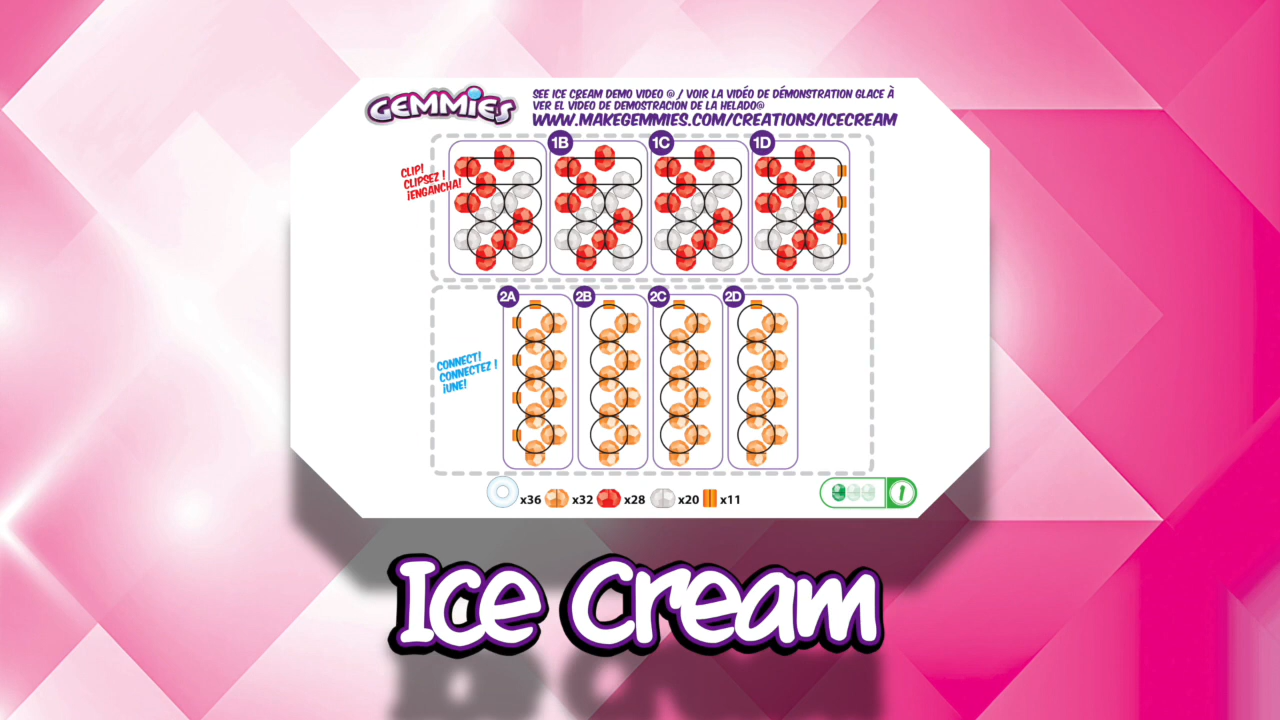 GEMMiES
SEE ICE CREAM DEMO VIDEO @ / VOIR LA VIDÉO DE DÉMONSTRATION GLACE À
VER EL VIDEO DE DEMOSTRACIÓN DE LA HELADO@
WWW.MAKEGEMMIES.COM/CREATIONS/ICECREAM
1B 1C 1D
CLIP!
CLIPSEZ !
¡ENGANCHA!
2A 2B 2C 2D
CONNECT!
CONNECTEZ !
¡UNE!
x36 x32 x28 x20 x11
1
Ice Cream